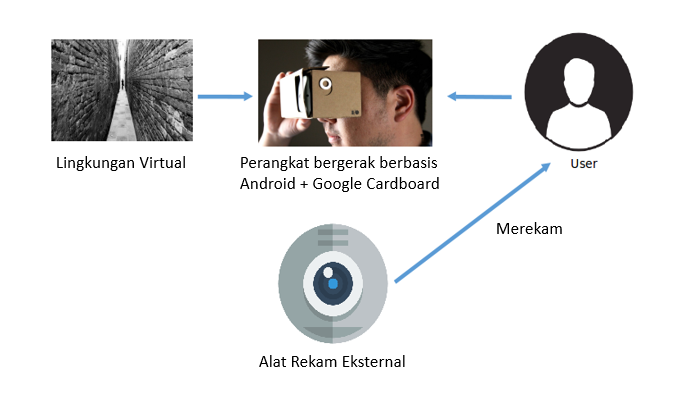 Lingkungan Virtual
Perangkat bergerak berbasis
Android + Google Cardboard
User
Merekam
Alat Rekam Eksternal